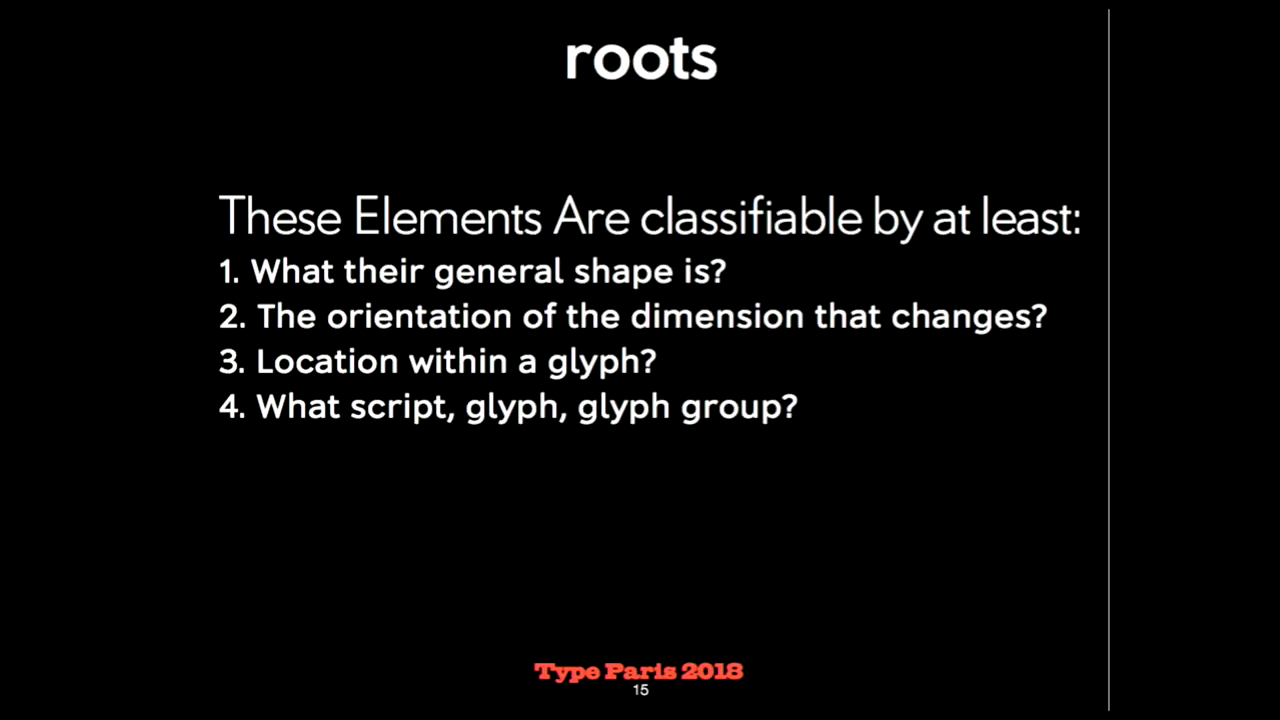 roots
These Elements Are classifiable by at least:
1. What their general shape is?
2. The orientation of the dimension that changes?
3. Location within a glyph?
4. What script, glyph, glyph group?
Type Paris 2018
15